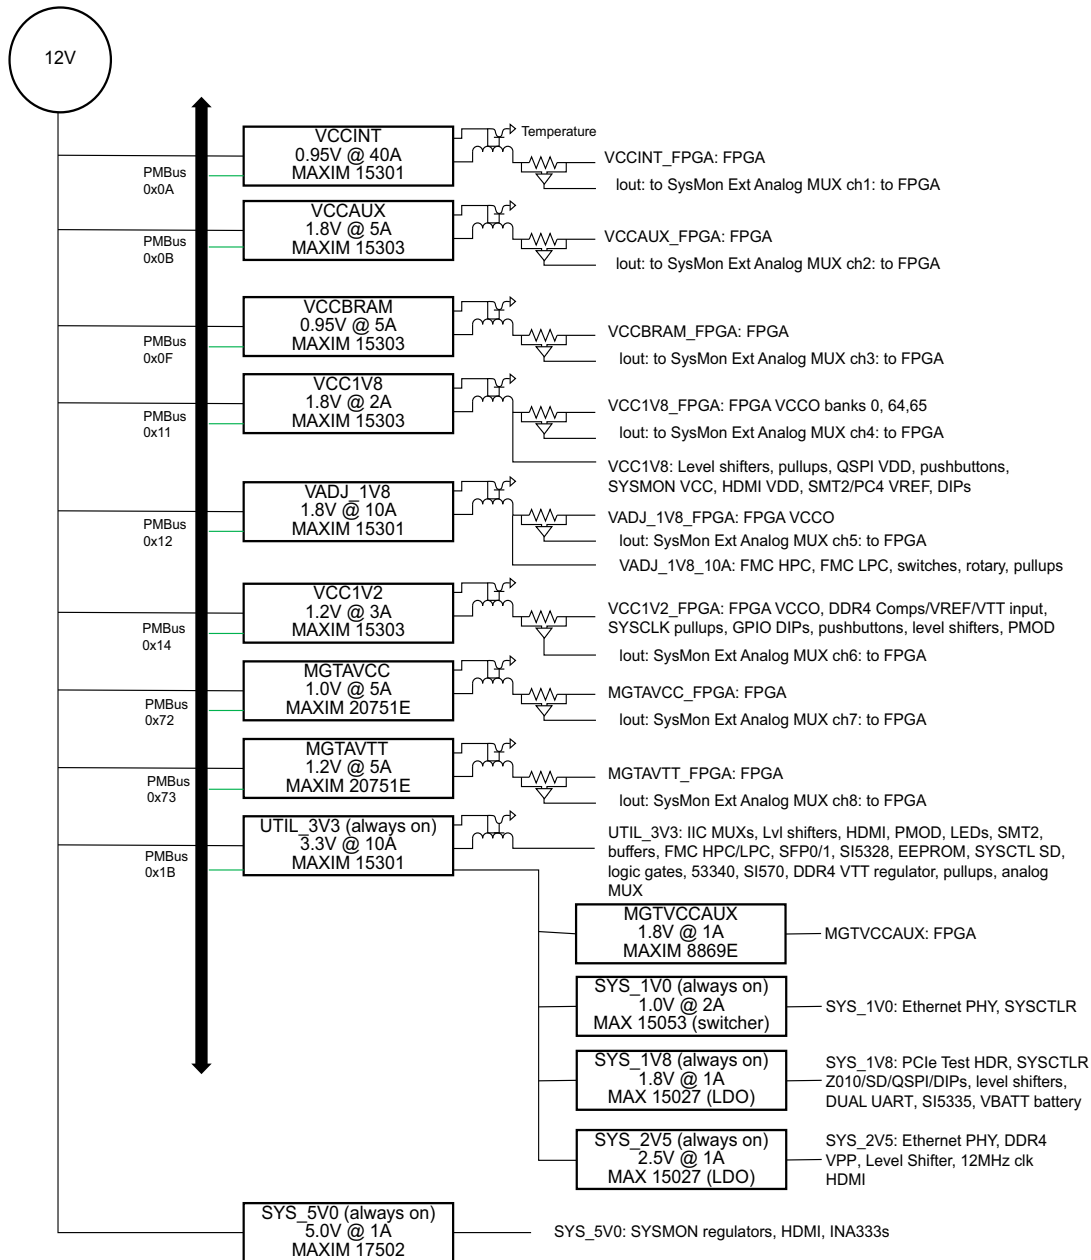 12V
VCCINT
0.95V @ 40A
MAXIM 15301
Temperature
PMBus
0x0A
VCCINT_FPGA: FPGA
Iout: to SysMon Ext Analog MUX ch1: to FPGA
VCCAUX
1.8V @ 5A
MAXIM 15303
PMBus
0x0B
VCCAUX_FPGA: FPGA
Iout: to SysMon Ext Analog MUX ch2: to FPGA
VCCBRAM
0.95V @ 5A
MAXIM 15303
PMBus
0x0F
VCCBRAM_FPGA: FPGA
Iout: to SysMon Ext Analog MUX ch3: to FPGA
VCC1V8
1.8V @ 2A
MAXIM 15303
PMBus
0x11
VCC1V8_FPGA: FPGA VCCO banks 0, 64,65
Iout: to SysMon Ext Analog MUX ch4: to FPGA
VCC1V8: Level shifters, pullups, QSPI VDD, pushbuttons,
SYSMON VCC, HDMI VDD, SMT2/PC4 VREF, DIPs
VADJ_1V8
1.8V @ 10A
MAXIM 15301
PMBus
0x12
VADJ_1V8_FPGA: FPGA VCCO
Iout: SysMon Ext Analog MUX ch5: to FPGA
VADJ_1V8_10A: FMC HPC, FMC LPC, switches, rotary, pullups
VCC1V2
1.2V @ 3A
MAXIM 15303
PMBus
0x14
VCC1V2_FPGA: FPGA VCCO, DDR4 Comps/VREF/VTT input,
SYSCLK pullups, GPIO DIPs, pushbuttons, level shifters, PMOD
Iout: SysMon Ext Analog MUX ch6: to FPGA
MGTAVCC
1.0V @ 5A
MAXIM 20751E
PMBus
0x72
MGTAVCC_FPGA: FPGA
Iout: SysMon Ext Analog MUX ch7: to FPGA
MGTAVTT
1.2V @ 5A
MAXIM 20751E
PMBus
0x73
MGTAVTT_FPGA: FPGA
Iout: SysMon Ext Analog MUX ch8: to FPGA
UTIL_3V3 (always on)
3.3V @ 10A
MAXIM 15301
PMBus
0x1B
UTIL_3V3: IIC MUXs, Lvl shifters, HDMI, PMOD, LEDs, SMT2,
buffers, FMC HPC/LPC, SFP0/1, SI5328, EEPROM, SYSCTL SD,
logic gates, 53340, SI570, DDR4 VTT regulator, pullups, analog
MUX
MGTVCCAUX
1.8V @ 1A
MAXIM 8869E
MGTVCCAUX: FPGA
SYS_1V0 (always on)
1.0V @ 2A
MAX 15053 (switcher)
SYS_1V0: Ethernet PHY, SYSCTLR
SYS_1V8 (always on)
1.8V @ 1A
MAX 15027 (LDO)
SYS_1V8: PCIe Test HDR, SYSCTLR
Z010/SD/QSPI/DIPs, level shifters,
DUAL UART, SI5335, VBATT battery
SYS_2V5 (always on)
2.5V @ 1A
MAX 15027 (LDO)
SYS_2V5: Ethernet PHY, DDR4
VPP, Level Shifter, 12MHz clk
HDMI
SYS_5V0 (always on)
5.0V @ 1A
MAXIM 17502
SYS_5V0: SYSMON regulators, HDMI, INA333s